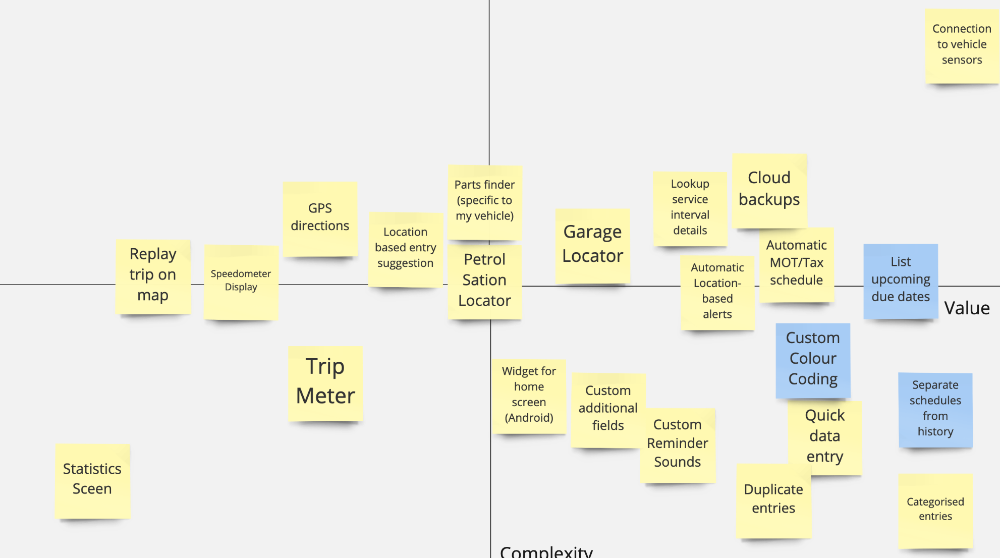 Connection
to vehicle
sensors
Cloud
backups
Parts finder
(specific to
my vehicle)
Lookup
service
interval
details
GPS
directions
Location
based entry
suggestion
Garage
Locator
Automatic
MOT/Tax
schedule
Replay
trip on
map
Speedometer
Display
Petrol
Sation
Locator
Automatic
Location-
based
alerts
List
upcoming
due dates
Value
Custom
Colour
Coding
Trip
Meter
Widget for
home
screen
(Android)
Custom
additional
fields
Separate
schedules
from
history
Custom
Reminder
Sounds
Quick
data
entry
Statistics
Sceen
Duplicate
entries
Categorised
entries
Complexity